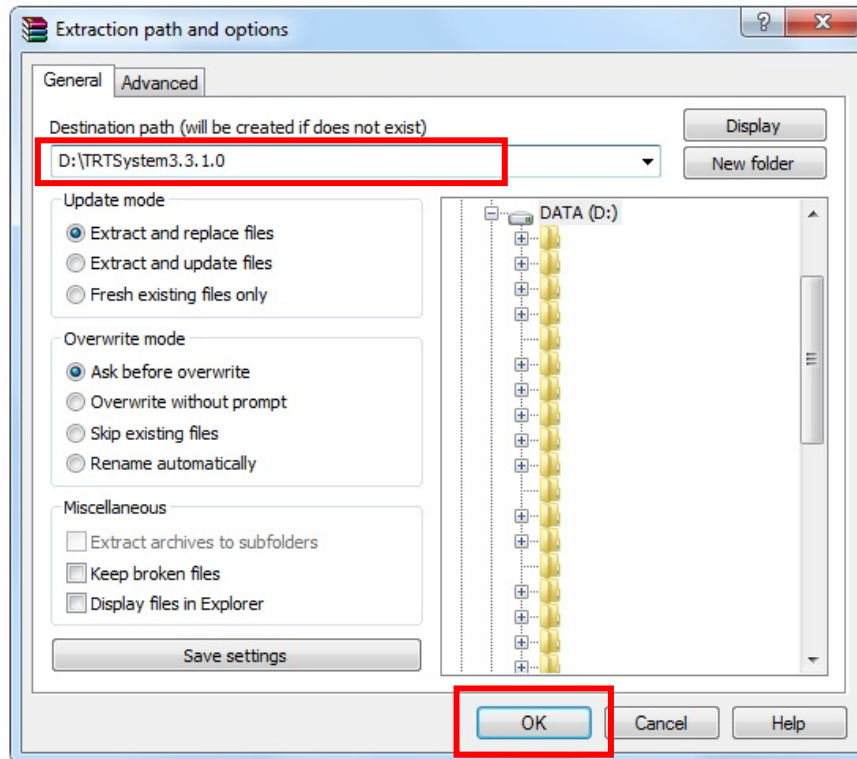 Extraction path and options
General
Advanced
Destination path (will be created if does not exist)
Display
D:\TRTSystem3.3.1.0
New folder
Update mode
Extract and replace files
Extract and update files
Fresh existing files only
Overwrite mode
Ask before overwrite
Overwrite without prompt
Skip existing files
Rename automatically
Miscellaneous
Extract archives to subfolders
Keep broken files
Display files in Explorer
Save settings
DATA (D:)
OK
Cancel
Help